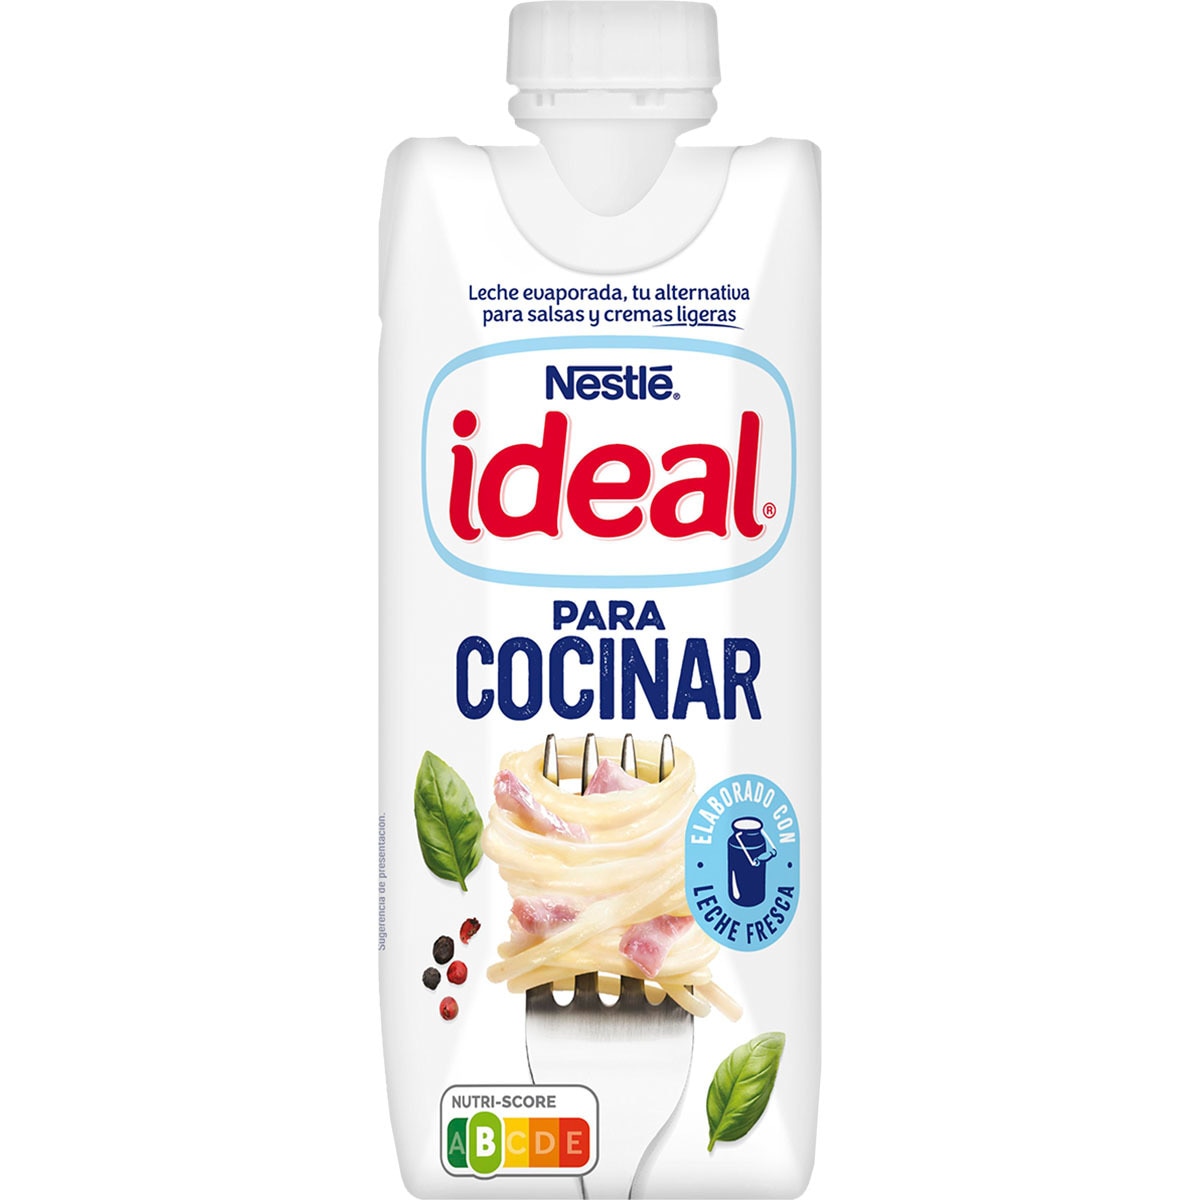 Leche evaporada, tu alternativa
para salsas y cremas ligeras
Nestlé®
ideal®
PARA
COCINAR
ELABORADO CON
LECHE FRESCA
Sugerencia de presentación.
NUTRI-SCORE
A B C D E